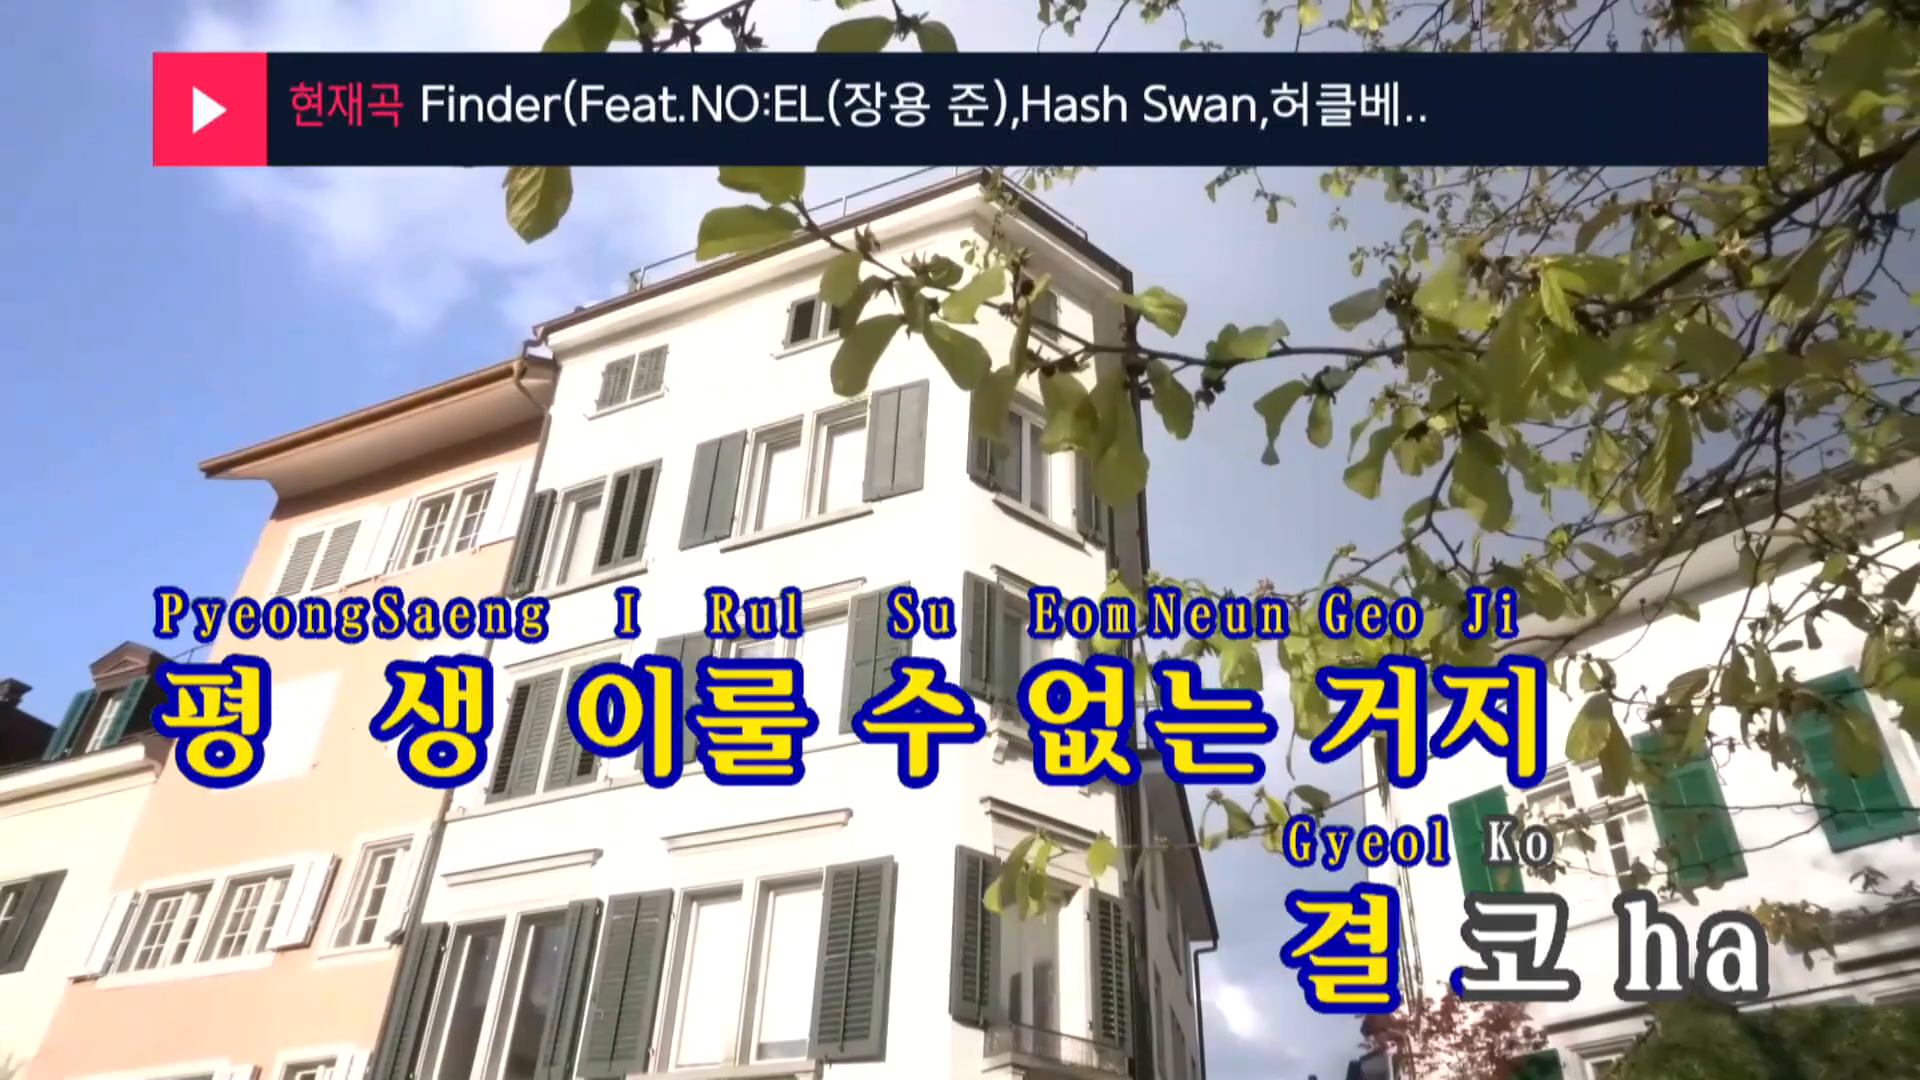 현재곡 Finder(Feat.NO:EL(장용 준),Hash Swan,허클베..
PyeongSaeng I Rul Su EomNeun Geo Ji
평 생 이룰 수 없는 거지
Gyeol Ko
결 코 ha